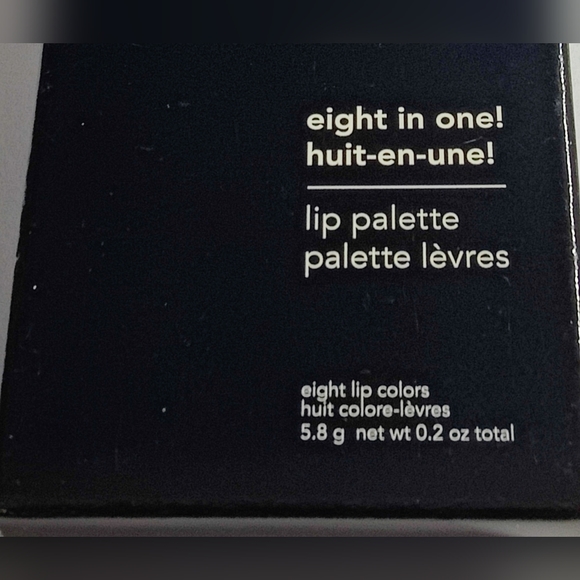 eight in one!
huit-en-une!
lip palette
palette lèvres
eight lip colors
huit colore-lèvres
5.8 g net wt 0.2 oz total